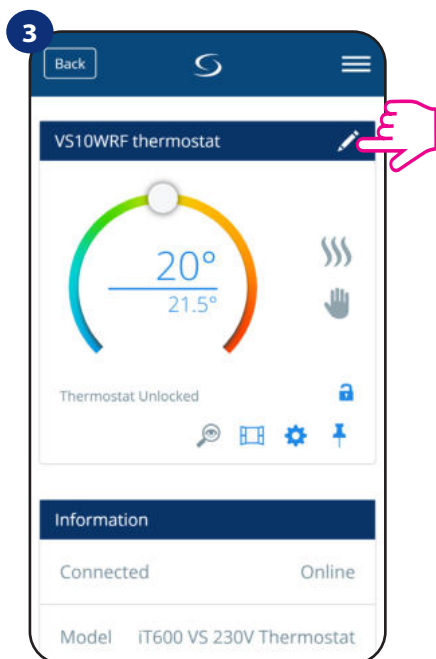 3
Back
VS10WRF thermostat
20°
21.5°
Thermostat Unlocked
Information
Connected Online
Model iT600 VS 230V Thermostat